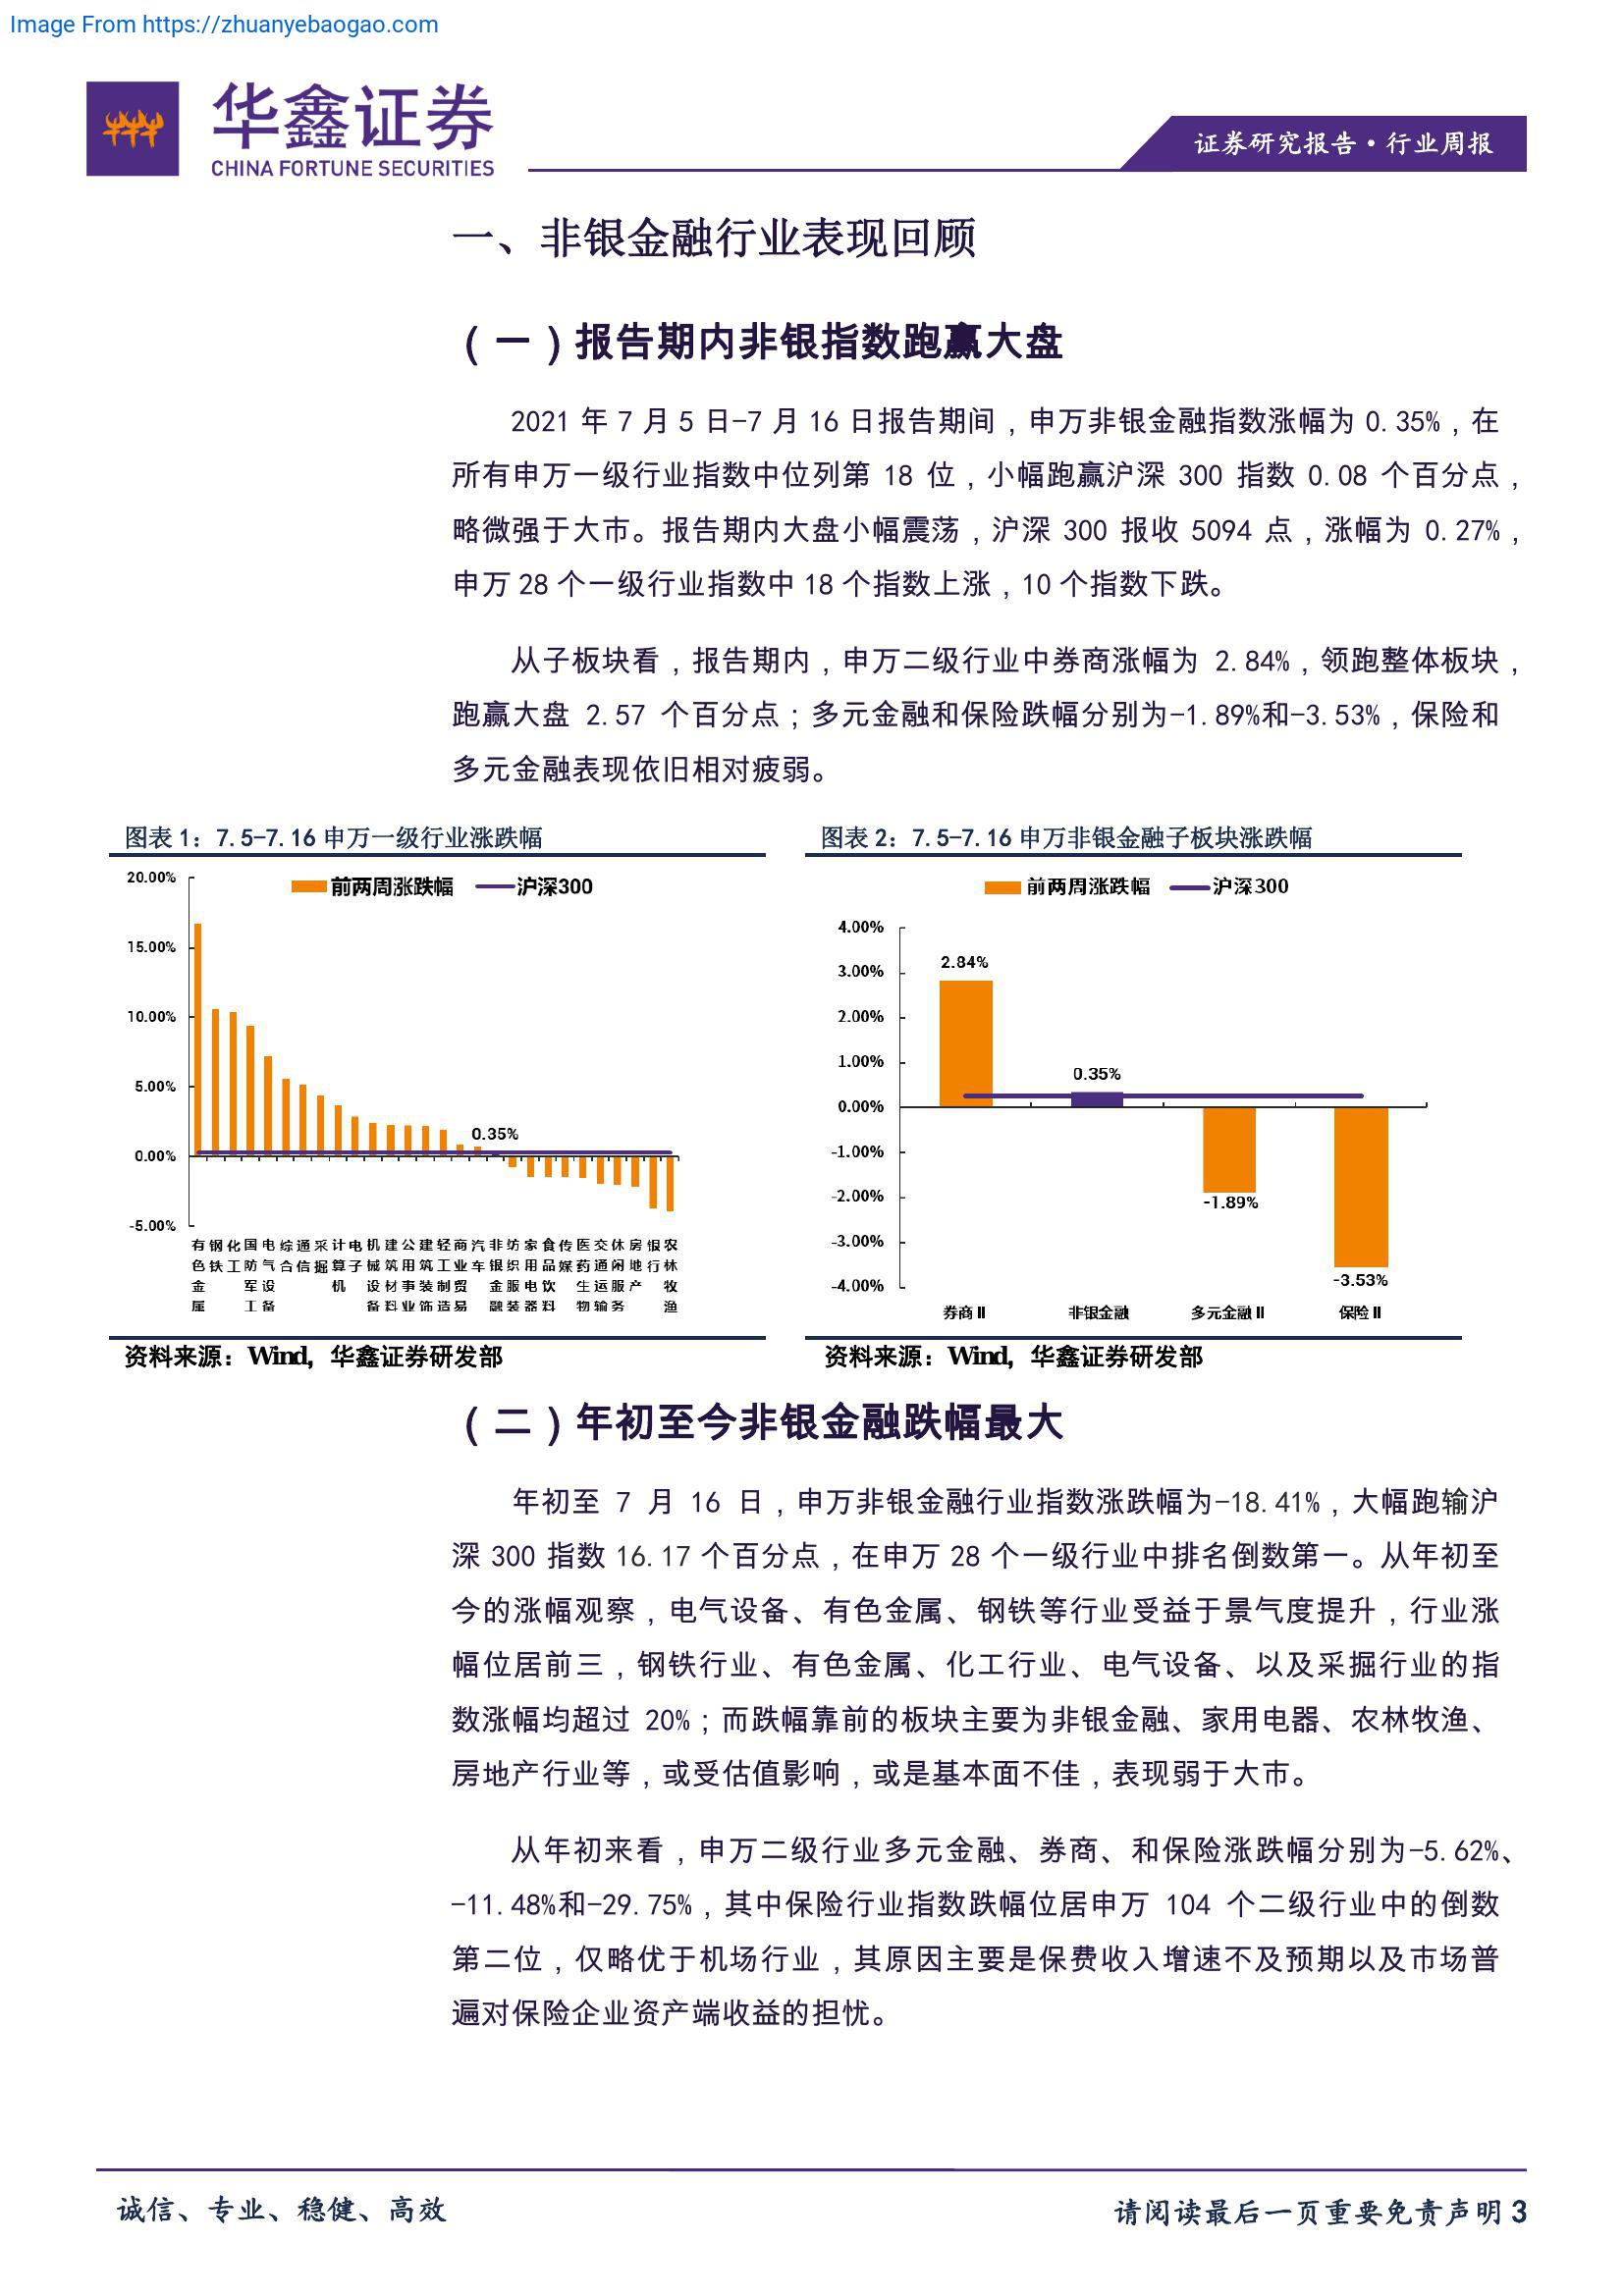 Image From https://zhuanyebaogao.com
华鑫证券
CHINA FORTUNE SECURITIES
证券研究报告·行业周报
一、非银金融行业表现回顾
（一）报告期内非银指数跑赢大盘
2021 年 7 月 5 日-7 月 16 日报告期间，申万非银金融指数涨幅为 0.35%，在
所有申万一级行业指数中位列第 18 位，小幅跑赢沪深 300 指数 0.08 个百分点，
略微强于大市。报告期内大盘小幅震荡，沪深 300 报收 5094 点，涨幅为 0.27%，
申万 28 个一级行业指数中 18 个指数上涨，10 个指数下跌。
从子板块看，报告期内，申万二级行业中券商涨幅为 2.84%，领跑整体板块，
跑赢大盘 2.57 个百分点；多元金融和保险跌幅分别为-1.89%和-3.53%，保险和
多元金融表现依旧相对疲弱。
图表 1：7.5-7.16 申万一级行业涨跌幅
前两周涨跌幅 沪深300
20.00%
15.00%
10.00%
5.00%
0.00%
-5.00%
0.35%
有色金属 钢铁 化工 国防军工 电气设备 综合 通信 采掘 计算机 电子 机械设备 建筑材料 公用事业 建筑装饰 轻工制造 商业贸易 汽车 非银金融 纺织服装 家用电器 食品饮料 传媒 医药生物 交通运输 休闲服务 房地产 银行 农林牧渔
资料来源：Wind，华鑫证券研发部
图表 2：7.5-7.16 申万非银金融子板块涨跌幅
前两周涨跌幅 沪深300
4.00%
3.00%
2.00%
1.00%
0.00%
-1.00%
-2.00%
-3.00%
-4.00%
2.84%
0.35%
-1.89%
-3.53%
券商Ⅱ 非银金融 多元金融Ⅱ 保险Ⅱ
资料来源：Wind，华鑫证券研发部
（二）年初至今非银金融跌幅最大
年初至 7 月 16 日，申万非银金融行业指数涨跌幅为-18.41%，大幅跑输沪
深 300 指数 16.17 个百分点，在申万 28 个一级行业中排名倒数第一。从年初至
今的涨幅观察，电气设备、有色金属、钢铁等行业受益于景气度提升，行业涨
幅位居前三，钢铁行业、有色金属、化工行业、电气设备、以及采掘行业的指
数涨幅均超过 20%；而跌幅靠前的板块主要为非银金融、家用电器、农林牧渔、
房地产行业等，或受估值影响，或是基本面不佳，表现弱于大市。
从年初来看，申万二级行业多元金融、券商、和保险涨跌幅分别为-5.62%、
-11.48%和-29.75%，其中保险行业指数跌幅位居申万 104 个二级行业中的倒数
第二位，仅略优于机场行业，其原因主要是保费收入增速不及预期以及市场普
遍对保险企业资产端收益的担忧。
诚信、专业、稳健、高效
请阅读最后一页重要免责声明 3